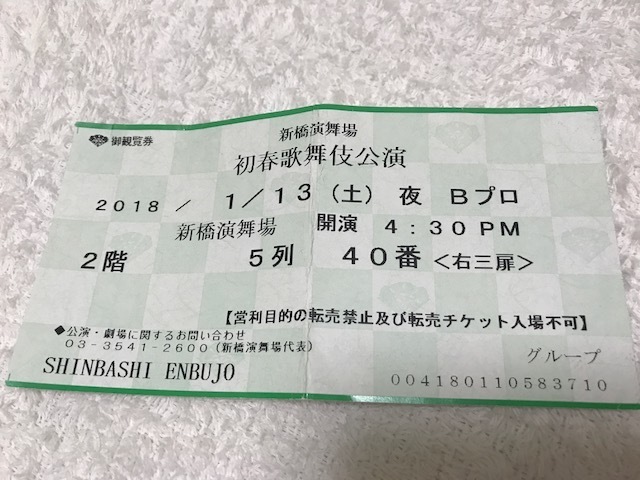 御観覧券
新橋演舞場
初春歌舞伎公演
2018 / 1/13(土) 夜 Bプロ
新橋演舞場 開演 4:30PM
2階 5列 40番 <右三扉>
【営利目的の転売禁止及び転売チケット入場不可】
◆公演・劇場に関するお問い合わせ
03-3541-2600(新橋演舞場代表)
グループ
SHINBASHI ENBUJO
004180110583710